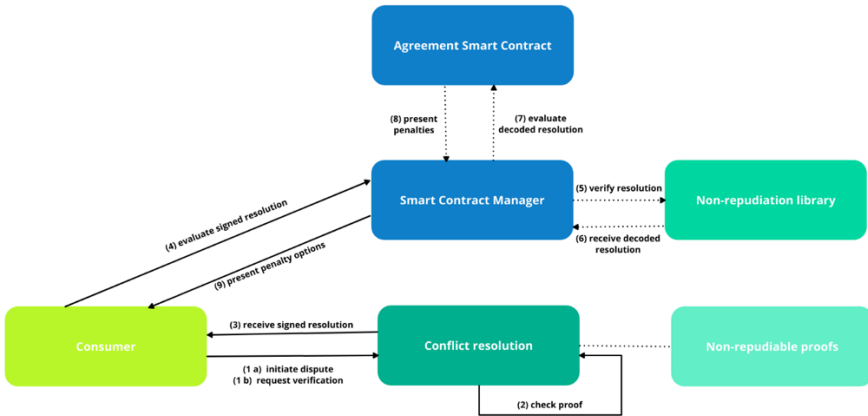 Agreement Smart Contract
(8) present
penalties
(7) evaluate
decoded resolution
(4) evaluate signed resolution
Smart Contract Manager
(5) verify resolution
Non-repudiation library
(6) receive decoded
resolution
(9) present penalty options
Consumer
(3) receive signed resolution
Conflict resolution
Non-repudiable proofs
(1 a) initiate dispute
(1 b) request verification
(2) check proof